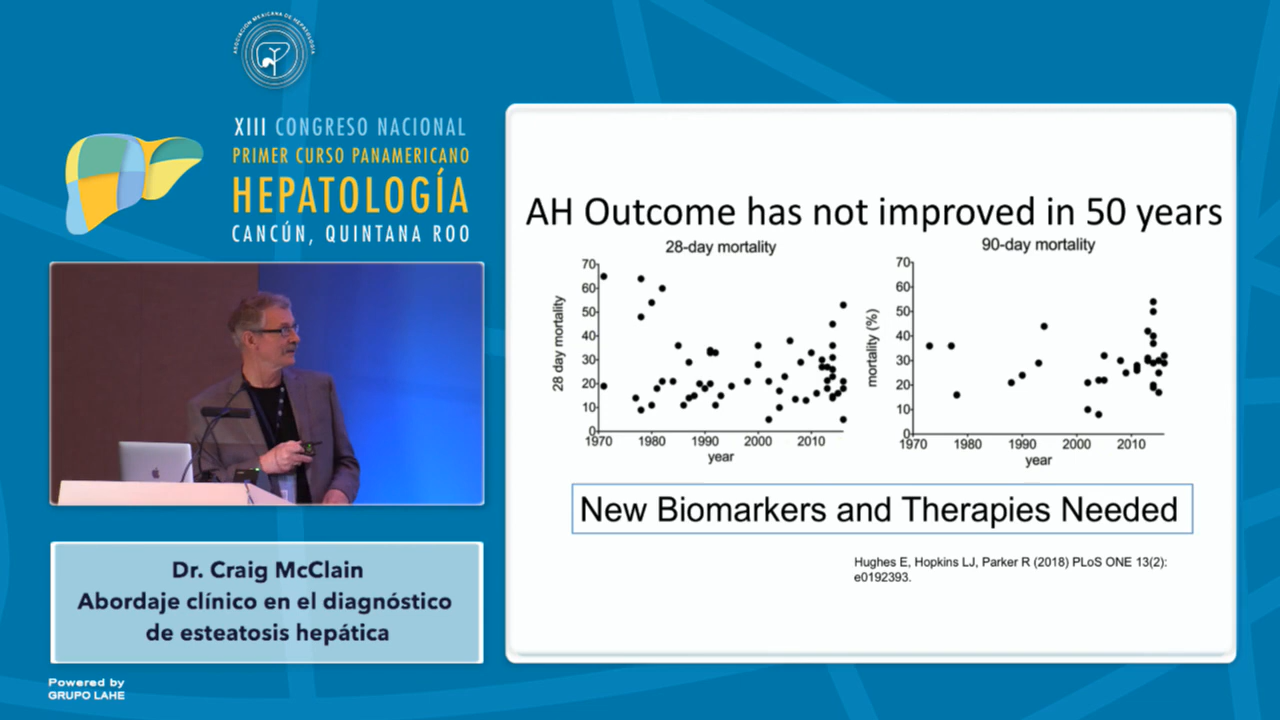 ASOCIACIÓN MEXICANA DE HEPATOLOGÍA
XIII CONGRESO NACIONAL
PRIMER CURSO PANAMERICANO
HEPATOLOGÍA
CANCÚN, QUINTANA ROO
Dr. Craig McClain
Abordaje clínico en el diagnóstico
de esteatosis hepática
Powered by
GRUPO LAHE
AH Outcome has not improved in 50 years
28-day mortality
28 day mortality
70
60
50
40
30
20
10
0
1970 1980 1990 2000 2010
year
90-day mortality
mortality (%)
70
60
50
40
30
20
10
0
1970 1980 1990 2000 2010
year
New Biomarkers and Therapies Needed
Hughes E, Hopkins LJ, Parker R (2018) PLoS ONE 13(2):
e0192393.